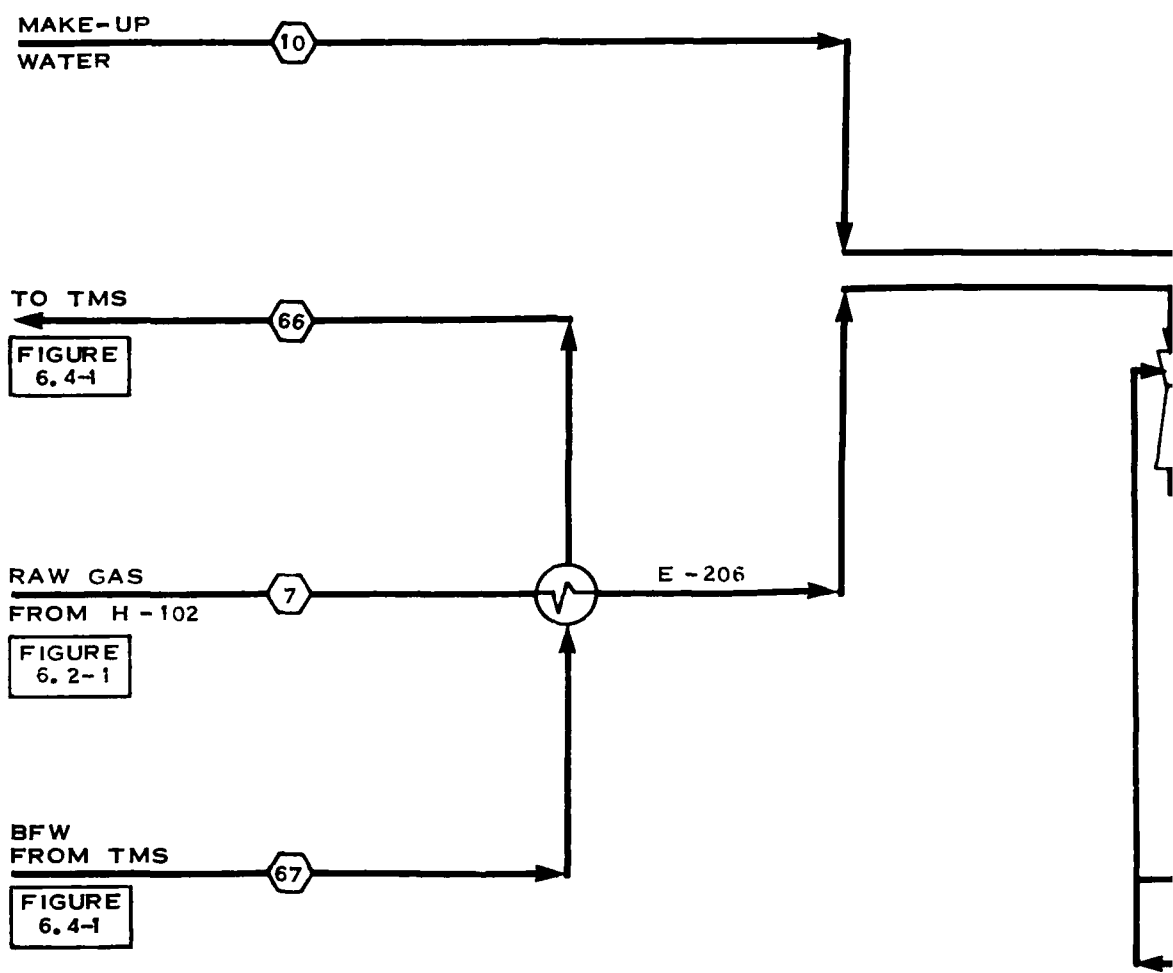 MAKE-UP
WATER
10
TO TMS
66
FIGURE
6.4-1
RAW GAS
FROM H-102
7
E-206
FIGURE
6.2-1
BFW
FROM TMS
67
FIGURE
6.4-1